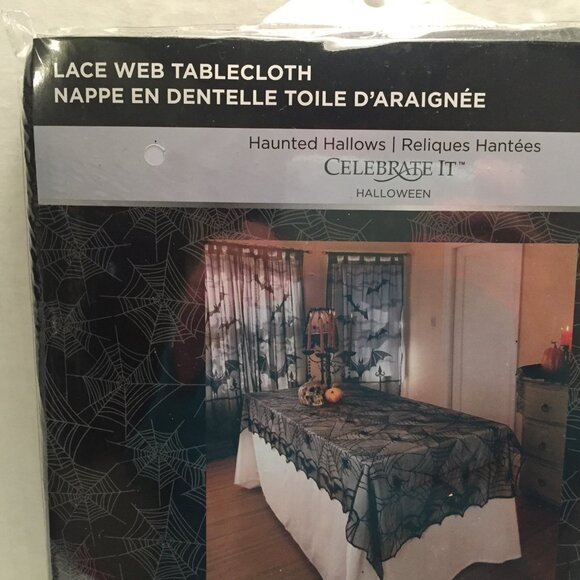 LACE WEB TABLECLOTH
NAPPE EN DENTELLE TOILE D'ARAIGNÉE
Haunted Hallows | Reliques Hantées
CELEBRATE IT™
HALLOWEEN